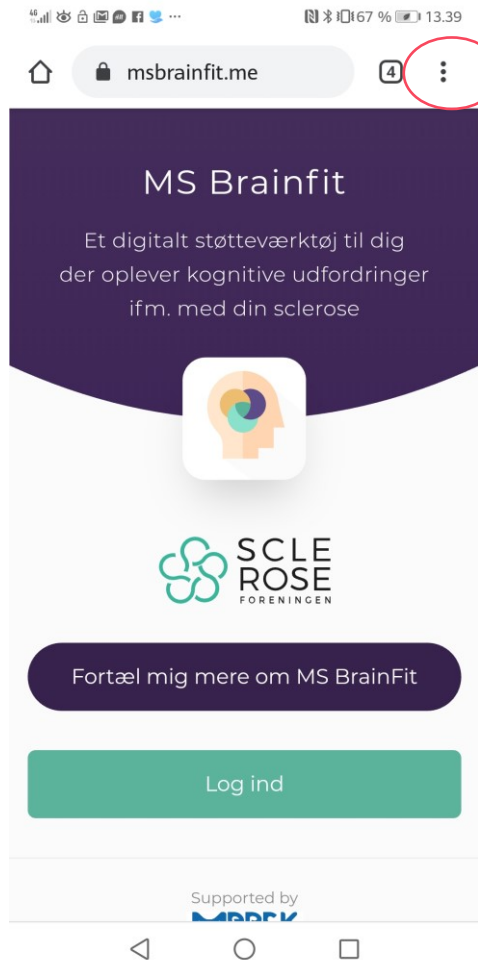 67 % 13.39
msbrainfit.me
4
MS Brainfit
Et digitalt støtteværktøj til dig
der oplever kognitive udfordringer
ifm. med din sclerose
SCLE
ROSE
FORENINGEN
Fortæl mig mere om MS BrainFit
Log ind
Supported by